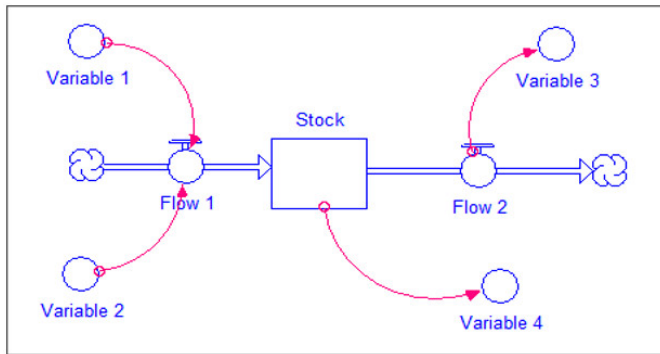 Variable 1
Variable 3
Stock
Flow 1
Flow 2
Variable 2
Variable 4